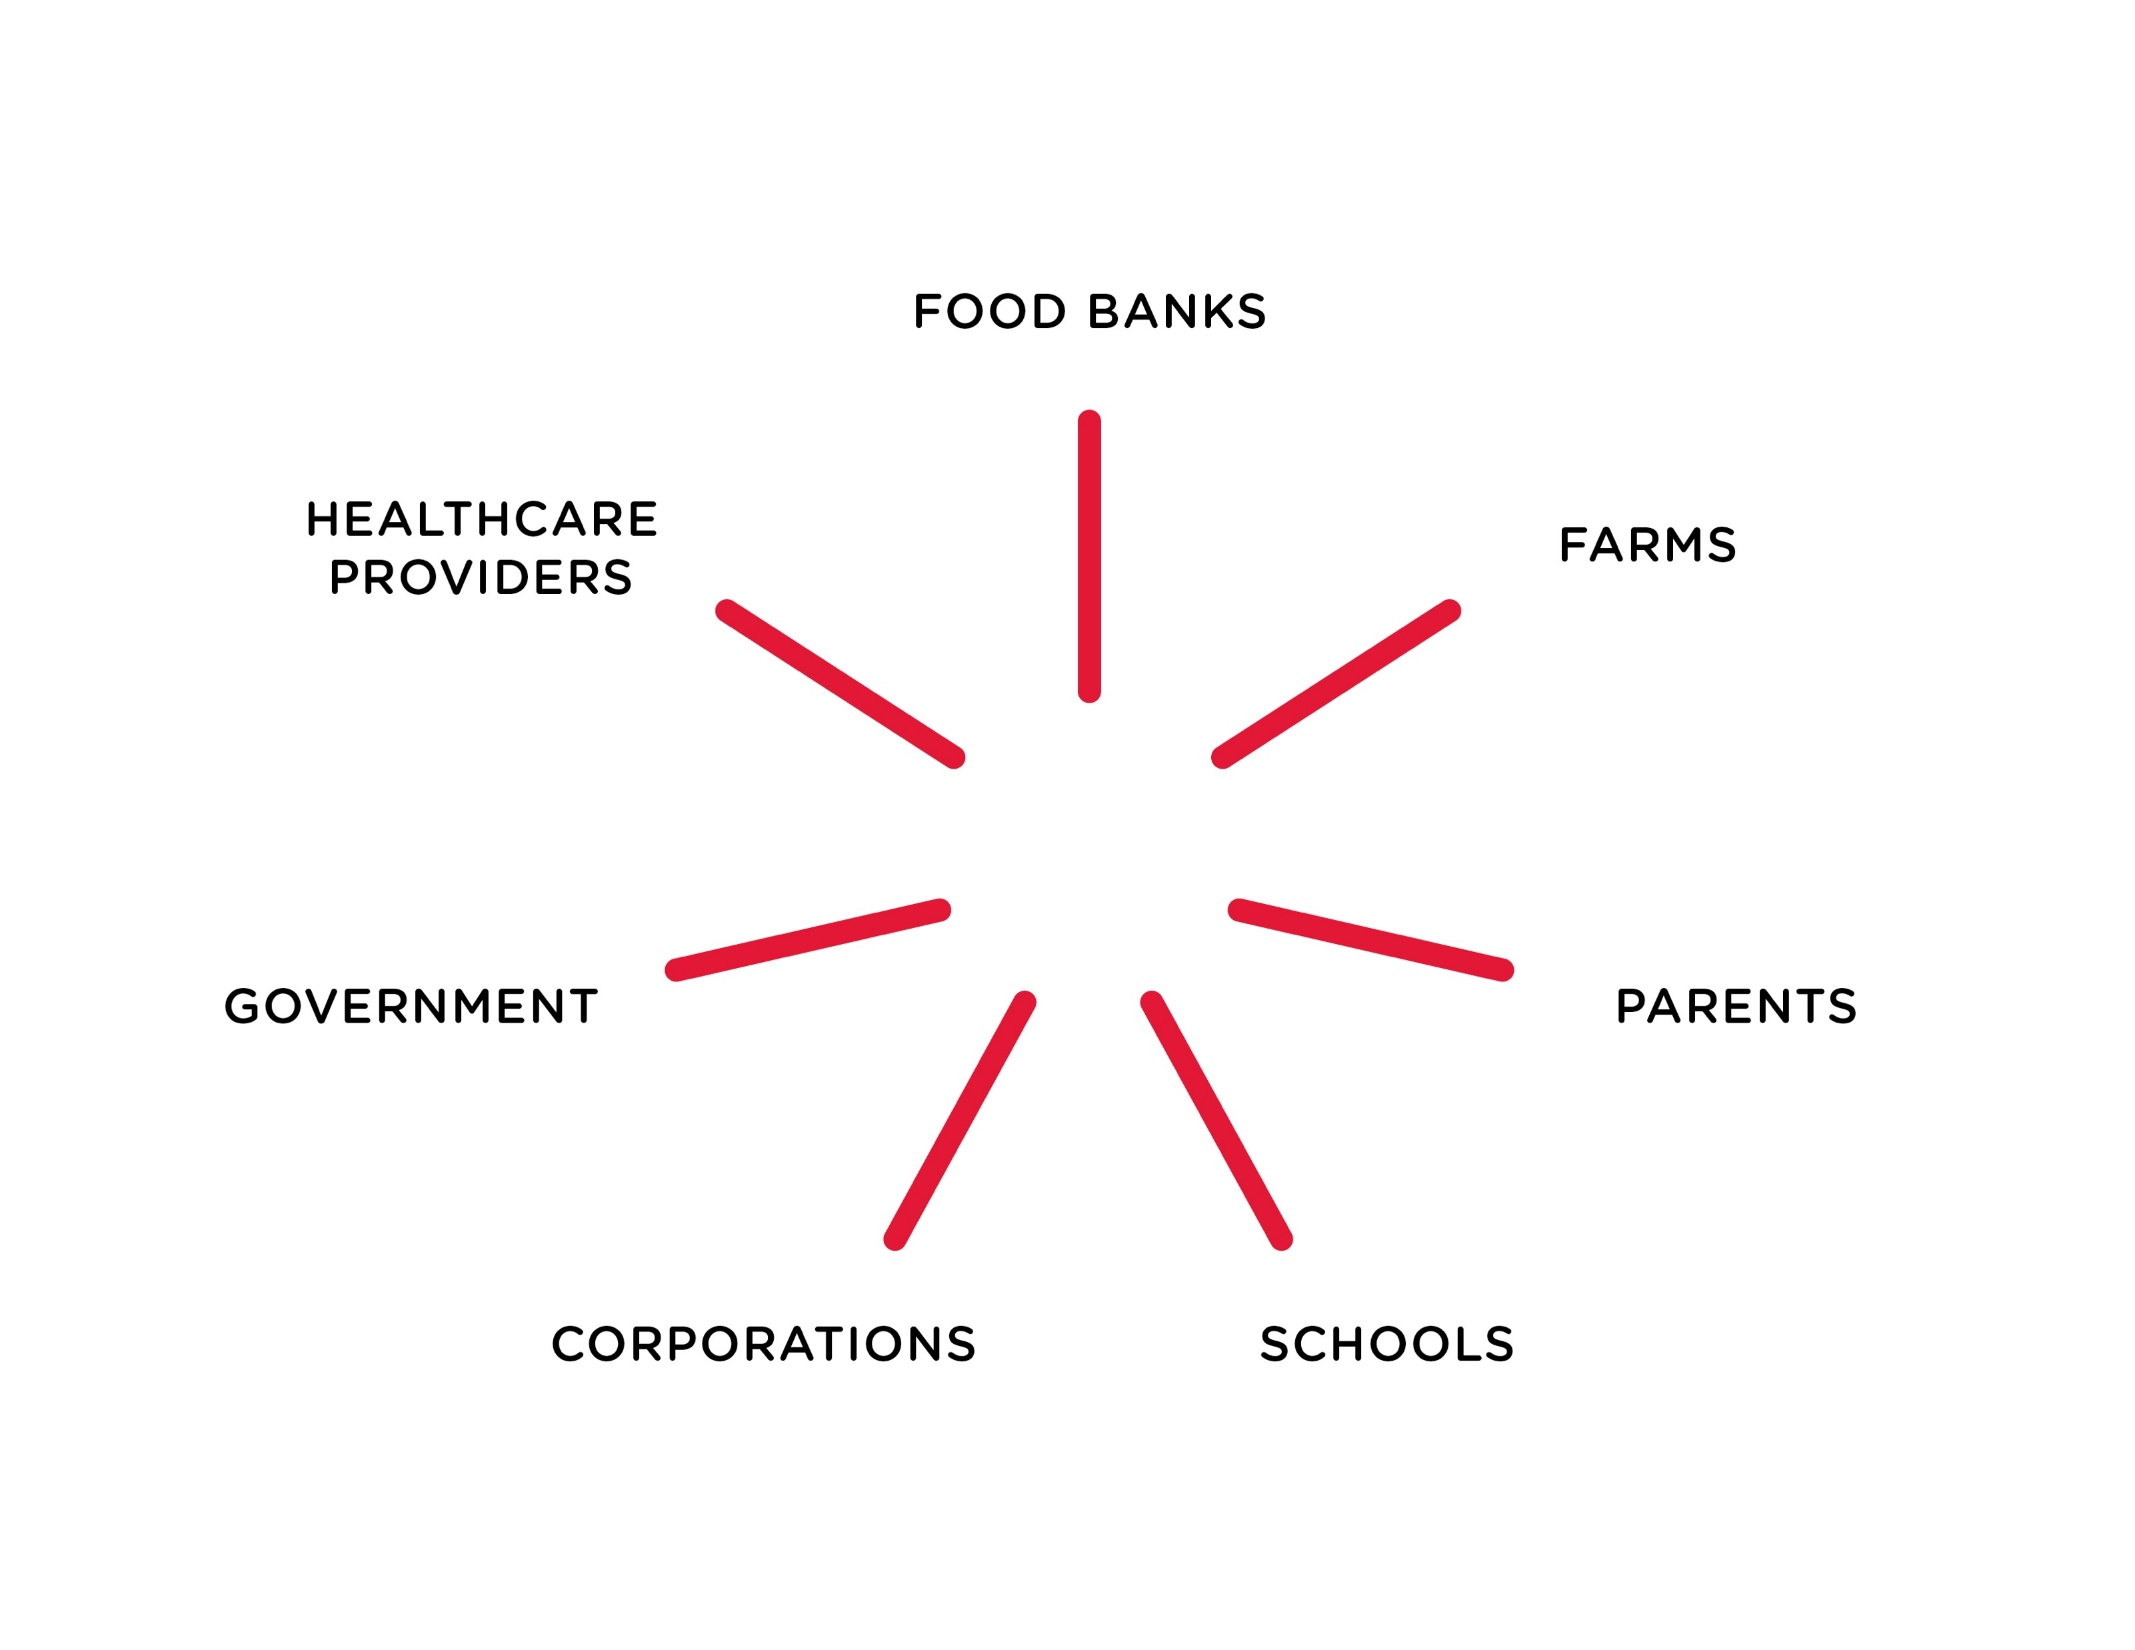 FOOD BANKS
HEALTHCARE
PROVIDERS
FARMS
GOVERNMENT
PARENTS
CORPORATIONS
SCHOOLS